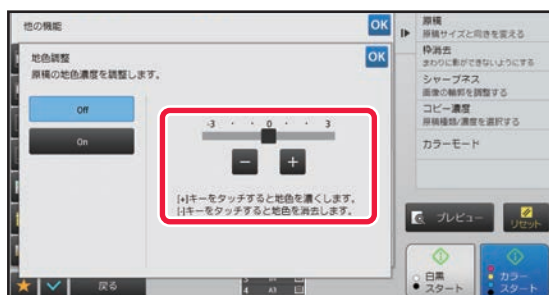 他の機能
OK
地色調整
OK
原稿の地色濃度を調整します。
Off
On
-3 ・ ・ 0 ・ ・ 3
－ ＋
[+]キーをタッチすると地色を濃くします。
[-]キーをタッチすると地色を消去します。
戻る
原稿
原稿サイズと向きを変える
枠消去
まわりに影ができないようにする
シャープネス
画像の輪郭を調整する
コピー濃度
原稿種類/濃度を選択する
カラーモード
プレビュー
リセット
白黒
スタート
カラー
スタート
4 A3